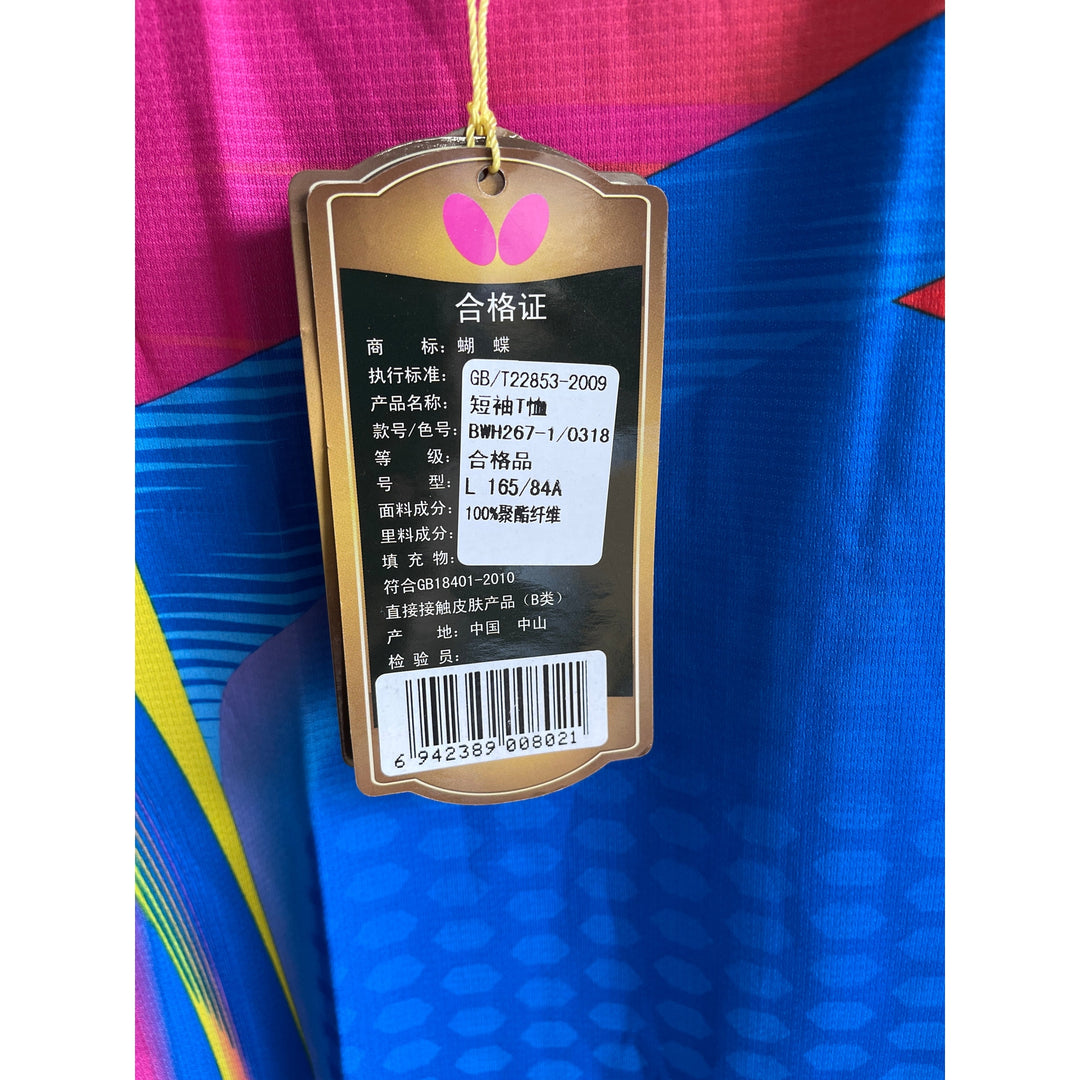 合格证
商 标：蝴 蝶
执行标准：GB/T22853-2009
产品名称：短袖T恤
款号/色号：BWH267-1/0318
等 级：合格品
号 型：L 165/84A
面料成分：100%聚酯纤维
里料成分：
填 充 物：
符合GB18401-2010
直接接触皮肤产品（B类）
产 地：中国 中山
检 验 员：
6 942389 008021